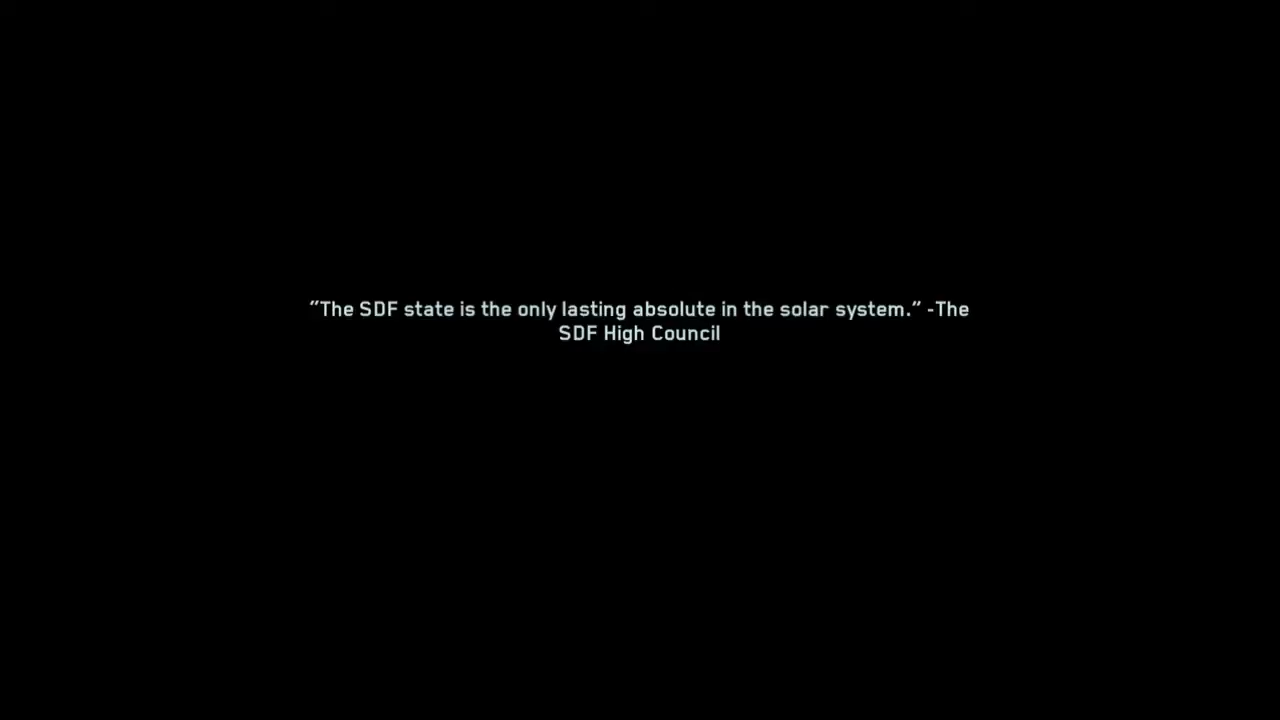 “The SDF state is the only lasting absolute in the solar system.” -The
SDF High Council